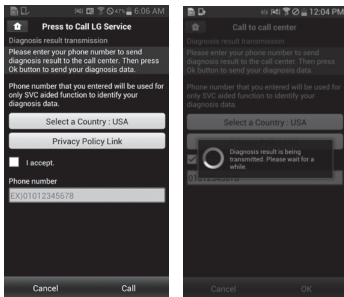 47% 6:06 AM
Press to Call LG Service
Diagnosis result transmission
Please enter your phone number to send
diagnosis result to the call center. Then press
Ok button to send your diagnosis data.
Phone number that you entered will be used for
only SVC aided function to identify your
diagnosis data.
Select a Country : USA
Privacy Policy Link
I accept.
Phone number
EX)01012345678
Cancel
Call
12:04 PM
Call to call center
Diagnosis result transmission
Please enter your phone number to send
diagnosis result to the call center. Then press
Ok button to send your diagnosis data.
Phone number that you entered will be used for
only SVC aided function to identify your
diagnosis data.
Select a Country : USA
Diagnosis result is being
transmitted. Please wait for a
while.
01012345678
Cancel
OK